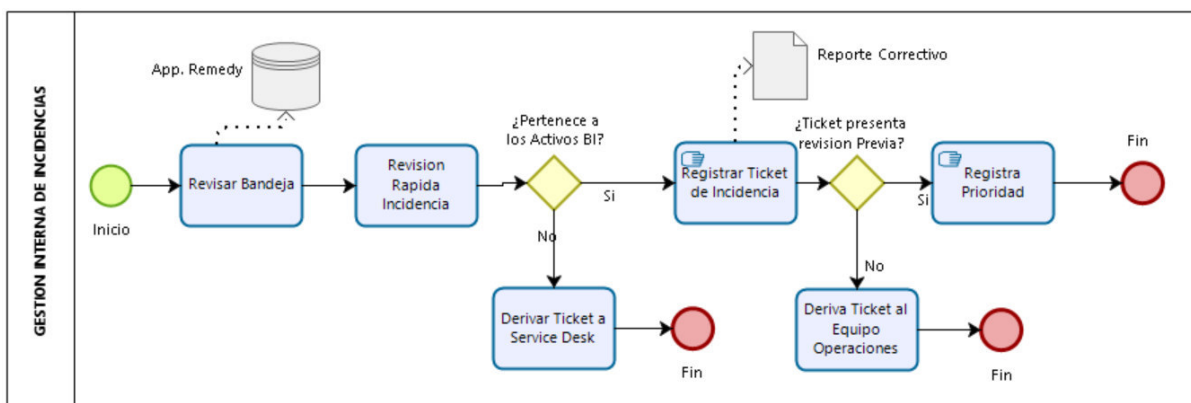 GESTION INTERNA DE INCIDENCIAS
App. Remedy
Reporte Correctivo
¿Pertenece a
los Activos BI?
¿Ticket presenta
revision Previa?
Fin
Inicio
Revisar Bandeja
Revision
Rapida
Incidencia
Si
Registrar Ticket
de Incidencia
Si
Registra
Prioridad
No
No
Derivar Ticket a
Service Desk
Fin
Deriva Ticket al
Equipo
Operaciones
Fin